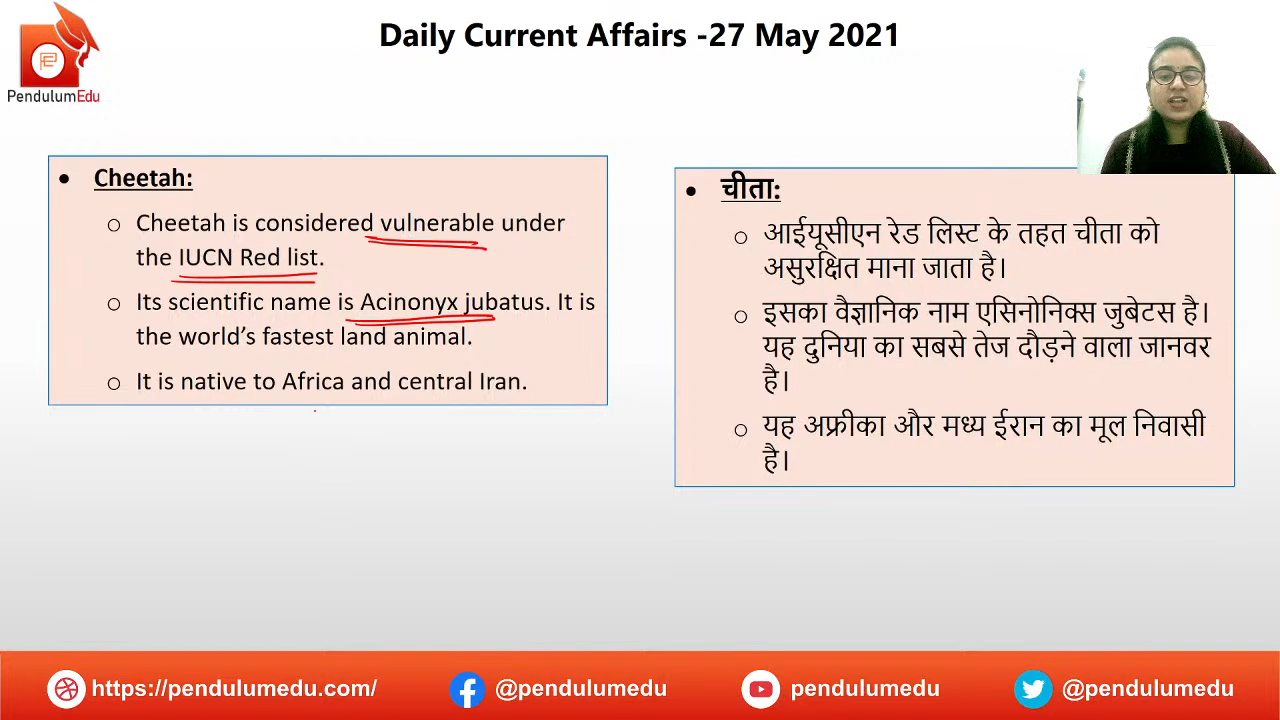 Daily Current Affairs -27 May 2021
PendulumEdu
• Cheetah:
o Cheetah is considered vulnerable under
the IUCN Red list.
o Its scientific name is Acinonyx jubatus. It is
the world's fastest land animal.
o It is native to Africa and central Iran.
• चीता:
o आईयूसीएन रेड लिस्ट के तहत चीता को
असुरक्षित माना जाता है।
o इसका वैज्ञानिक नाम एसिनोनिक्स जुबेटस है।
यह दुनिया का सबसे तेज दौड़ने वाला जानवर
है।
o यह अफ्रीका और मध्य ईरान का मूल निवासी
है।
https://pendulumedu.com/
@pendulumedu
pendulumedu
@pendulumedu